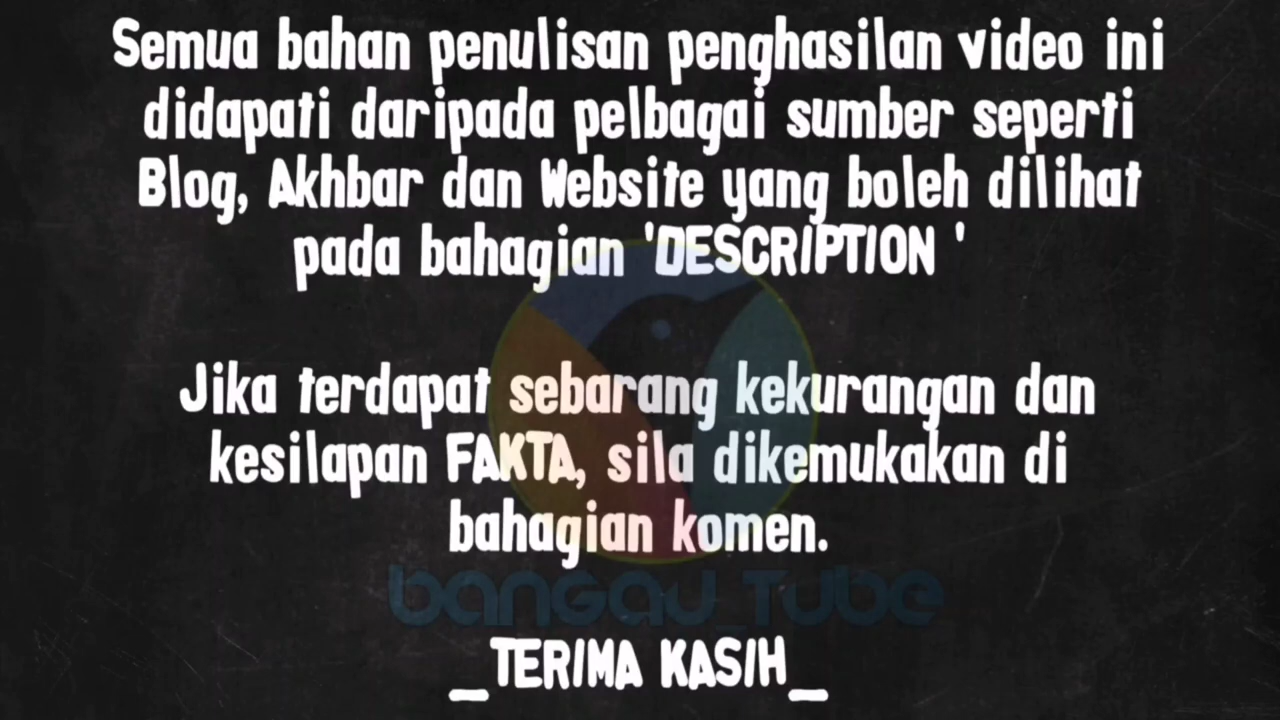 Semua bahan penulisan penghasilan video ini
didapati daripada pelbagai sumber seperti
Blog, Akhbar dan Website yang boleh dilihat
pada bahagian 'DESCRIPTION '
Jika terdapat sebarang kekurangan dan
kesilapan FAKTA, sila dikemukakan di
bahagian komen.
BANGAU_TUBE
_TERIMA KASIH_